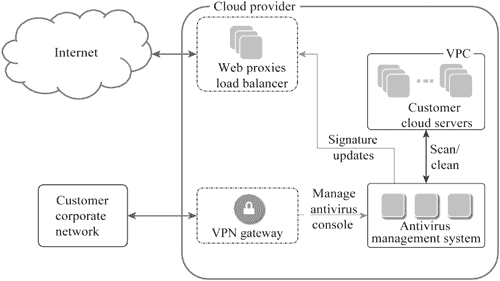 Cloud provider
Internet
Web proxies
load balancer
VPC
Customer
cloud servers
Signature
updates
Scan/
clean
Customer
corporate
network
VPN gateway
Manage
antivirus
console
Antivirus
management system